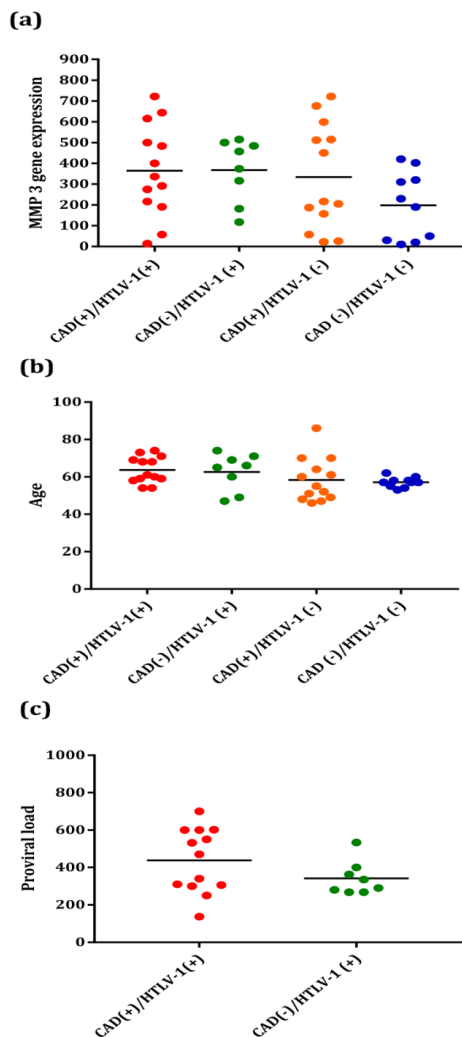 (a)
MMP 3 gene expression
900
800
700
600
500
400
300
200
100
0
CAD(+)/HTLV-1(+)
CAD(-)/HTLV-1 (+)
CAD(+)/HTLV-1 (-)
CAD (-)/HTLV-1 (-)
(b)
Age
100
80
60
40
20
0
CAD(+)/HTLV-1(+)
CAD(-)/HTLV-1 (+)
CAD(+)/HTLV-1 (-)
CAD (-)/HTLV-1 (-)
(c)
Proviral load
1000
800
600
400
200
0
CAD(+)/HTLV-1(+)
CAD(-)/HTLV-1 (+)